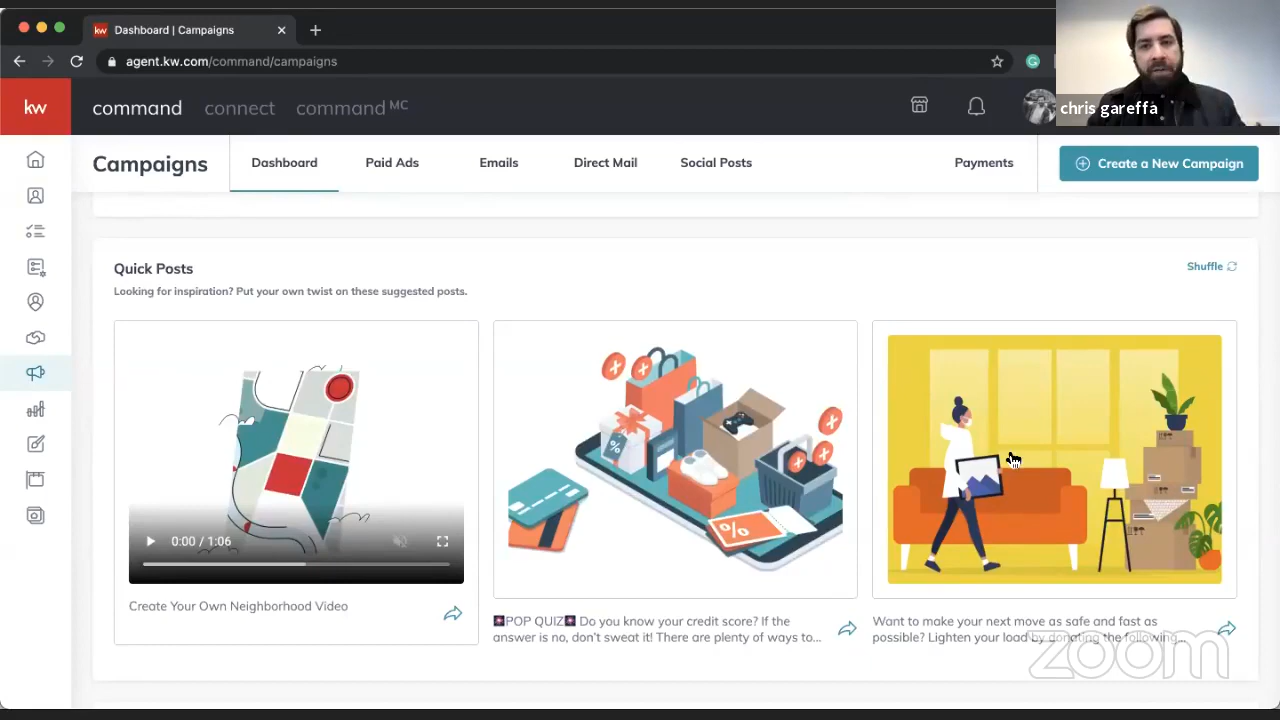 kw
Dashboard | Campaigns
agent.kw.com/command/campaigns
chris gareffa
kw
command
connect
command MC
Campaigns
Dashboard
Paid Ads
Emails
Direct Mail
Social Posts
Payments
Create a New Campaign
Quick Posts
Shuffle
Looking for inspiration? Put your own twist on these suggested posts.
%
%
0:00 / 1:06
Create Your Own Neighborhood Video
POP QUIZ Do you know your credit score? If the
answer is no, don't sweat it! There are plenty of ways to...
Want to make your next move as safe and fast as
possible? Lighten your load by donating the following...
zoom